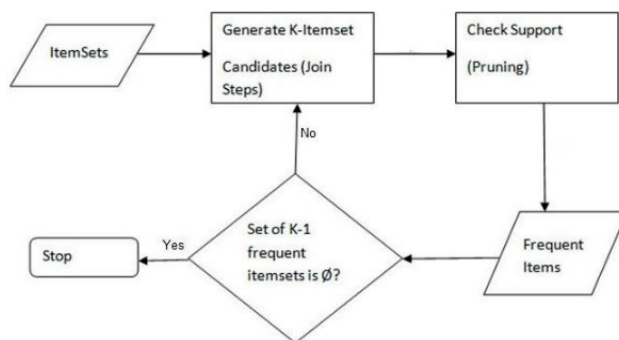 ItemSets
Generate K-Itemset
Candidates (Join
Steps)
Check Support
(Pruning)
No
Set of K-1
frequent
itemsets is Ø?
Yes
Stop
Frequent
Items